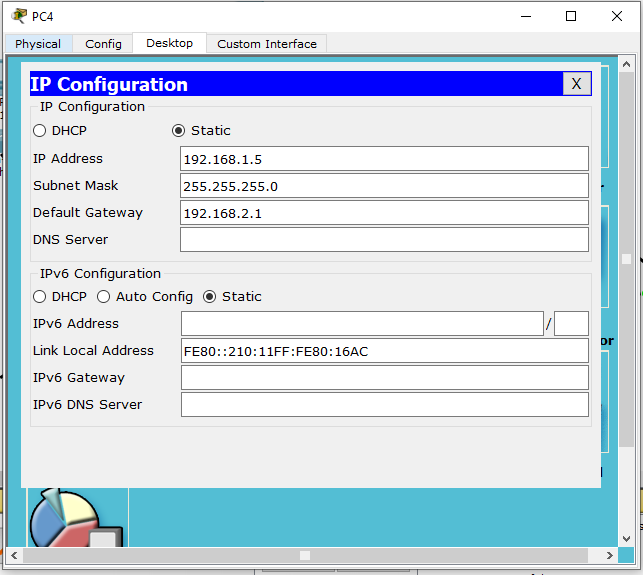 PC4
Physical Config Desktop Custom Interface
IP Configuration X
IP Configuration
DHCP Static
IP Address 192.168.1.5
Subnet Mask 255.255.255.0
Default Gateway 192.168.2.1
DNS Server
IPv6 Configuration
DHCP Auto Config Static
IPv6 Address /
Link Local Address FE80::210:11FF:FE80:16AC
IPv6 Gateway
IPv6 DNS Server